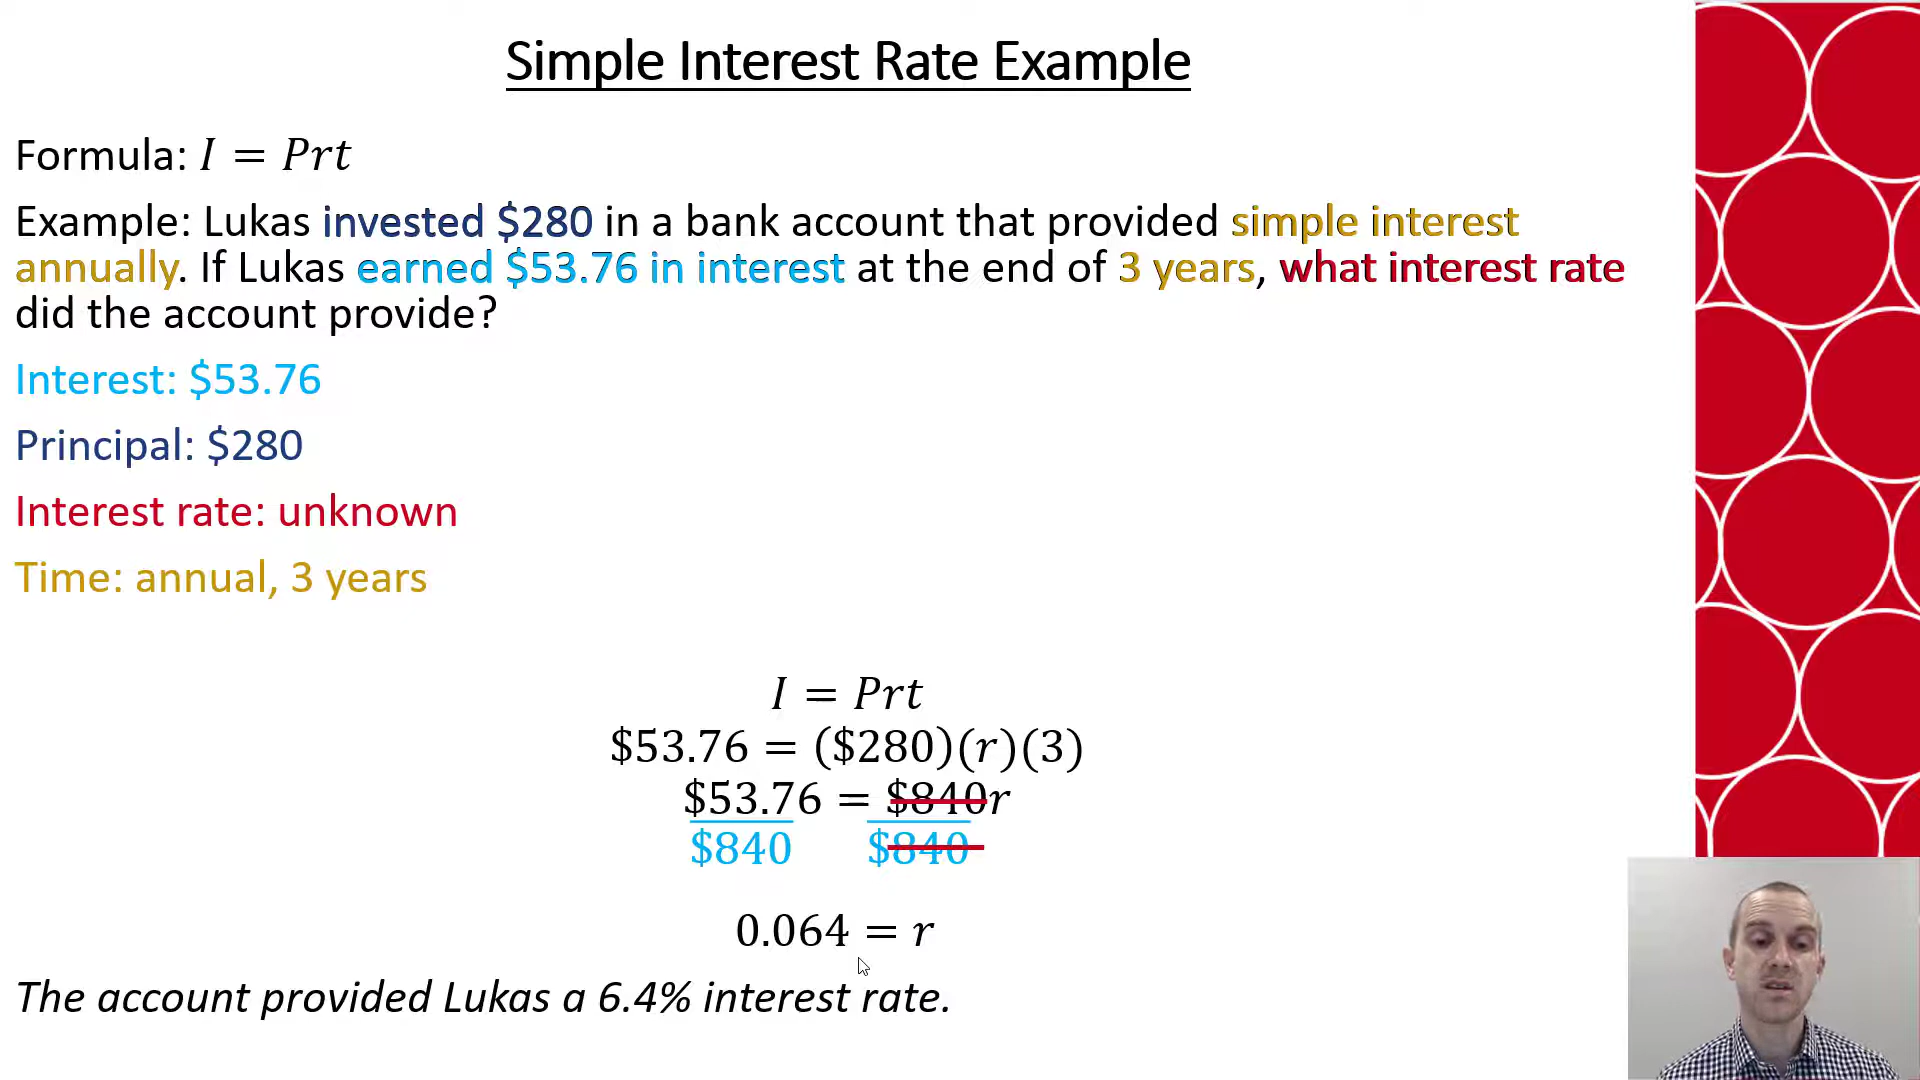 Simple Interest Rate Example
Formula: I = Prt
Example: Lukas invested $280 in a bank account that provided simple interest
annually. If Lukas earned $53.76 in interest at the end of 3 years, what interest rate
did the account provide?
Interest: $53.76
Principal: $280
Interest rate: unknown
Time: annual, 3 years
I = Prt
$53.76 = ($280)(r)(3)
$53.76 = $840r
$840 $840
0.064 = r
The account provided Lukas a 6.4% interest rate.